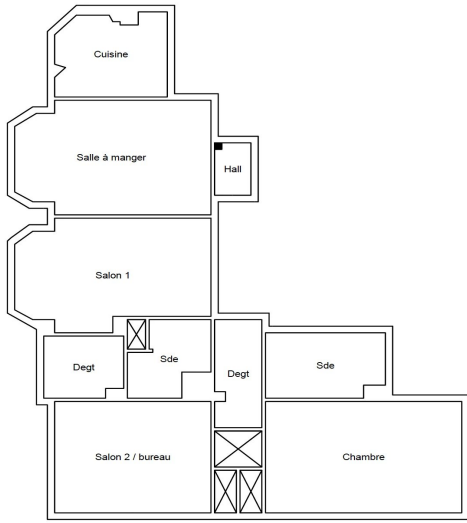 Cuisine
Salle à manger
Hall
Salon 1
Degt
Sde
Degt
Sde
Salon 2 / bureau
Chambre